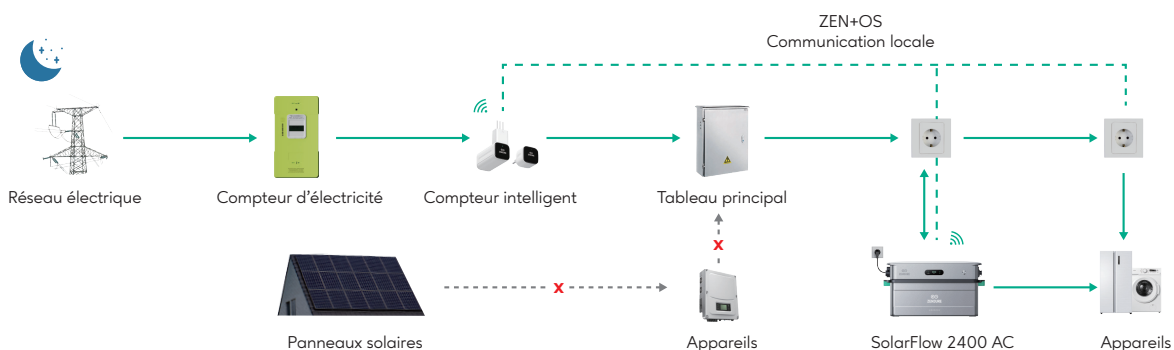 ZEN+OS
Communication locale
Réseau électrique
Compteur d'électricité
Compteur intelligent
Tableau principal
x
x
Panneaux solaires
Appareils
SolarFlow 2400 AC
Appareils